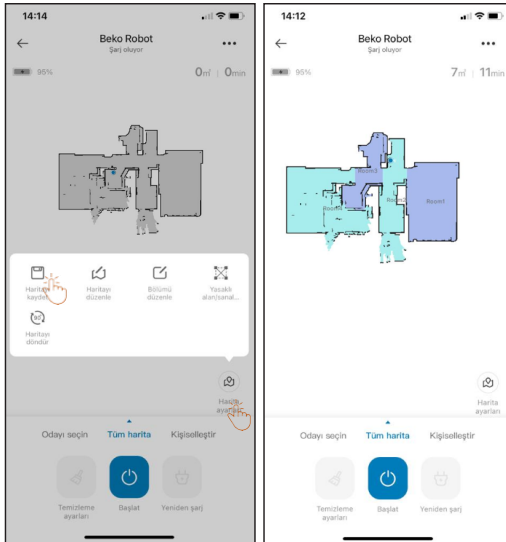 14:14
Beko Robot
Şarj oluyor
95%
0㎡ | 0min
Haritayı
kaydet
Haritayı
düzenle
Bölümü
düzenle
Yasaklı
alan/sanal...
90°
Haritayı
döndür
Harita
ayarları
Odayı seçin
Tüm harita
Kişiselleştir
Temizleme
ayarları
Başlat
Yeniden şarj
14:12
Beko Robot
Şarj oluyor
95%
7㎡ | 11min
Room3
Room4
Room2
Room1
Harita
ayarları
Odayı seçin
Tüm harita
Kişiselleştir
Temizleme
ayarları
Başlat
Yeniden şarj